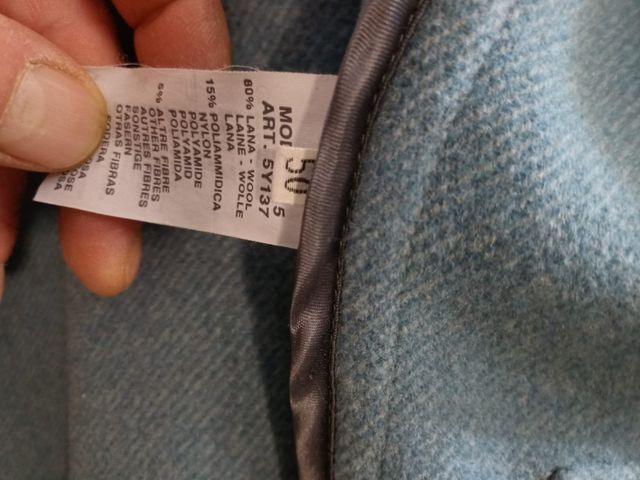 50
MOD 5
ART. 5Y137
80% LANA - WOOL
LAINE - WOLLE
LANA
15% POLIAMMIDICA
NYLON
POLYAMIDE
POLYAMID
POLIAMIDA
5% ALTRE FIBRE
OTHER FIBRES
AUTRES FIBRES
SONSTIGE
FASERN
OTRAS FIBRAS
FODERA